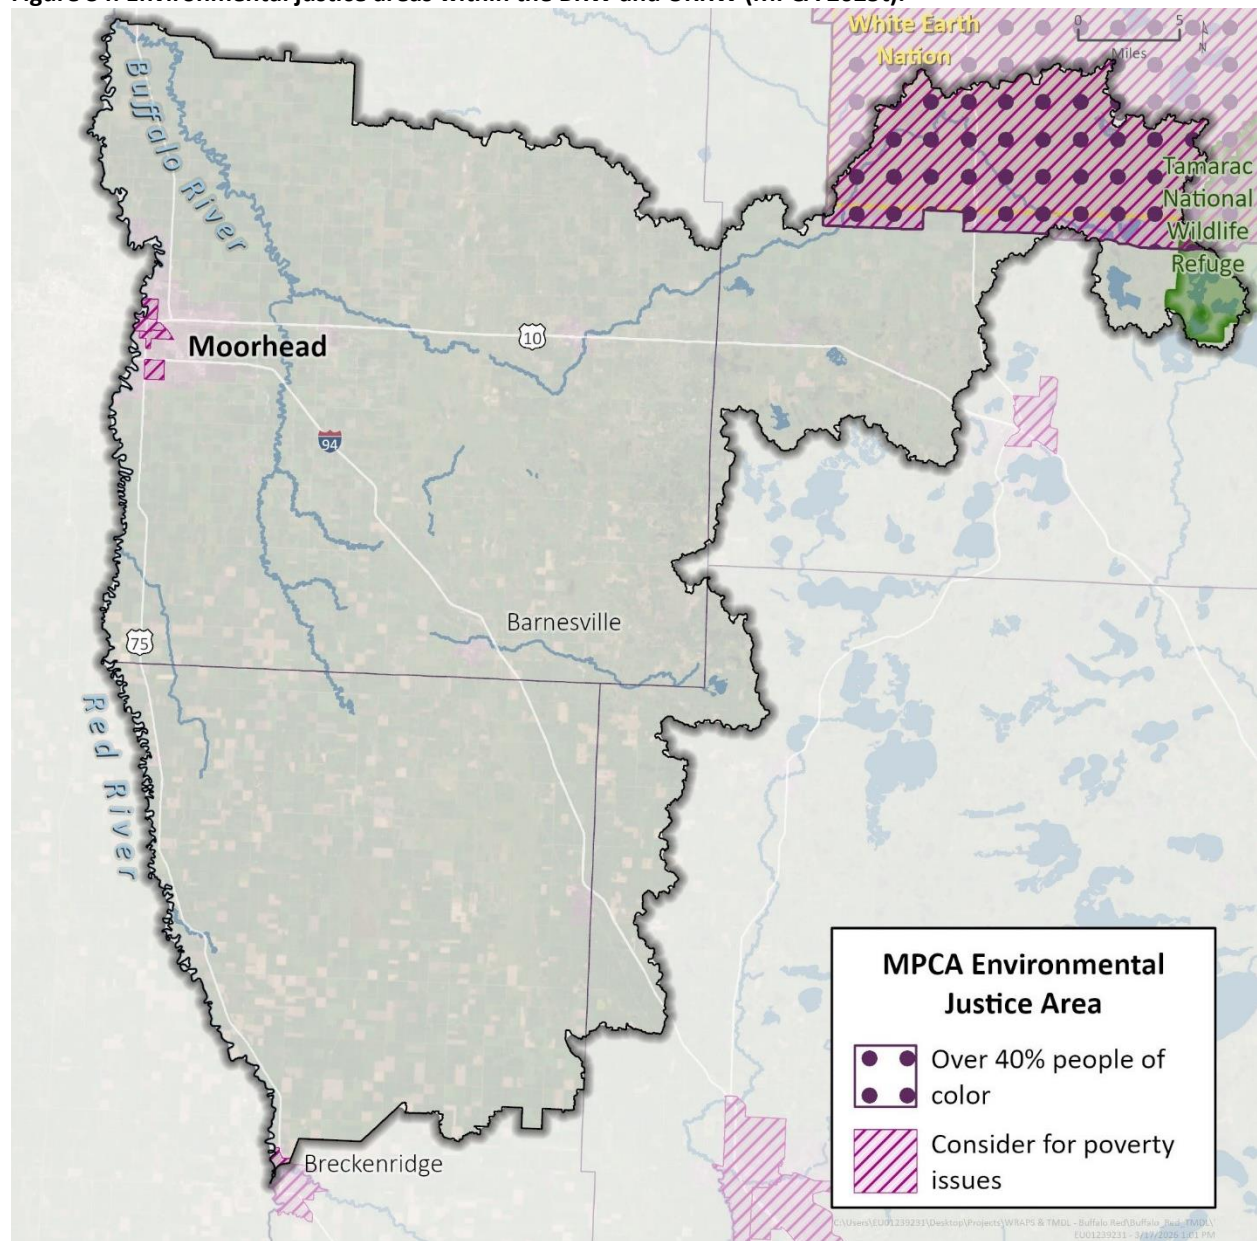 White Earth
Nation
0 5
Miles
N
Buffalo River
Tamarac
National
Wildlife
Refuge
Moorhead
10
94
Barnesville
75
Red River
MPCA Environmental
Justice Area
Over 40% people of
color
Consider for poverty
issues
Breckenridge